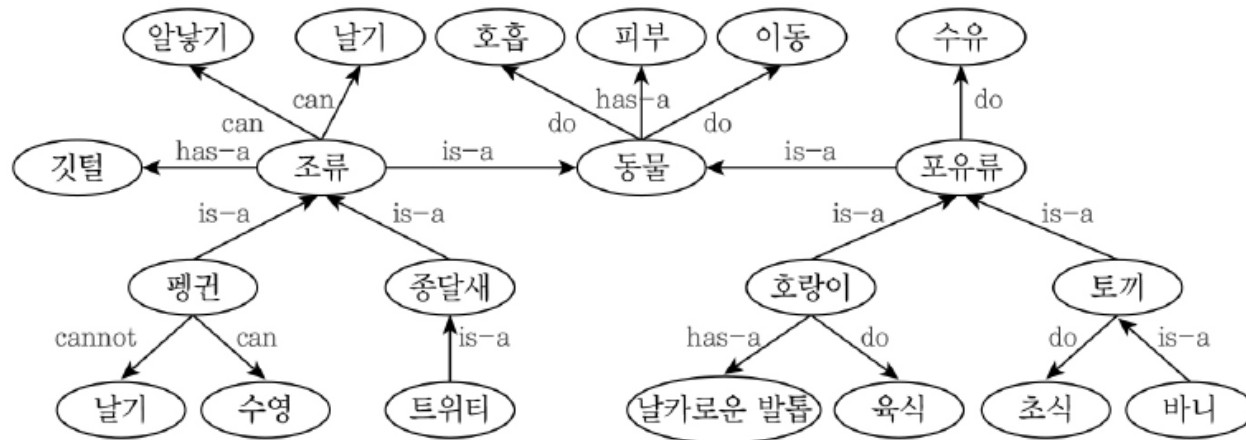 알낳기 날기 호흡 피부 이동 수유
can can do has-a do do
깃털 has-a 조류 is-a 동물 is-a 포유류
is-a is-a is-a is-a
펭귄 종달새 호랑이 토끼
cannot can is-a has-a do do is-a
날기 수영 트위티 날카로운 발톱 육식 초식 바니